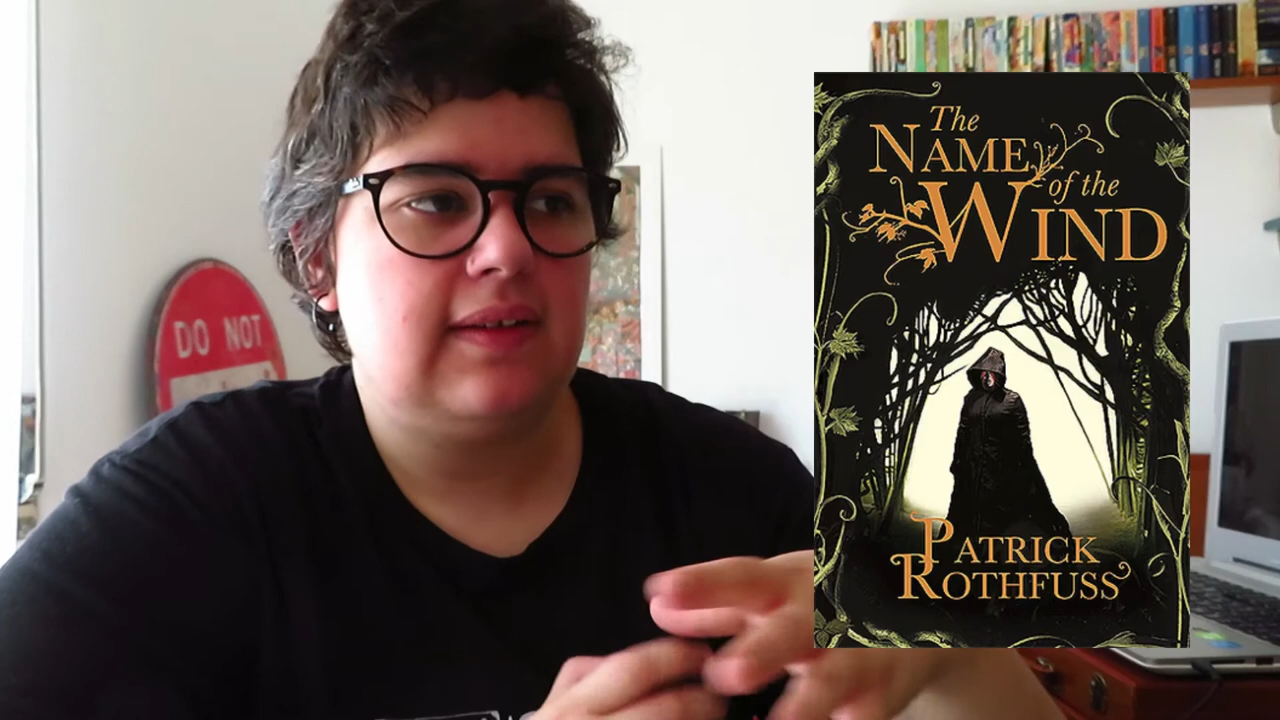 DO NOT
The
NAME
of the
WIND
PATRICK
ROTHFUSS